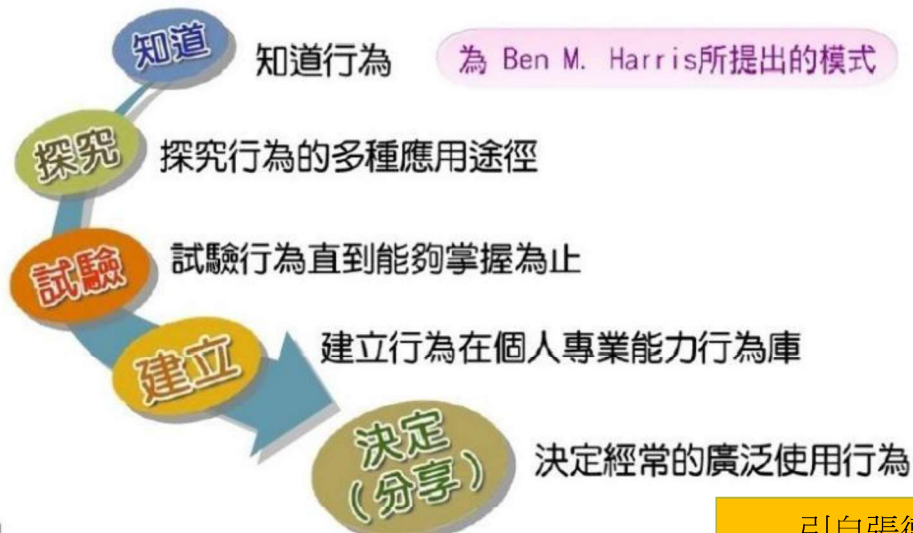 知道
知道行為
為 Ben M. Harris所提出的模式
探究
探究行為的多種應用途徑
試驗
試驗行為直到能夠掌握為止
建立
建立行為在個人專業能力行為庫
決定
(分享)
決定經常的廣泛使用行為
引自張